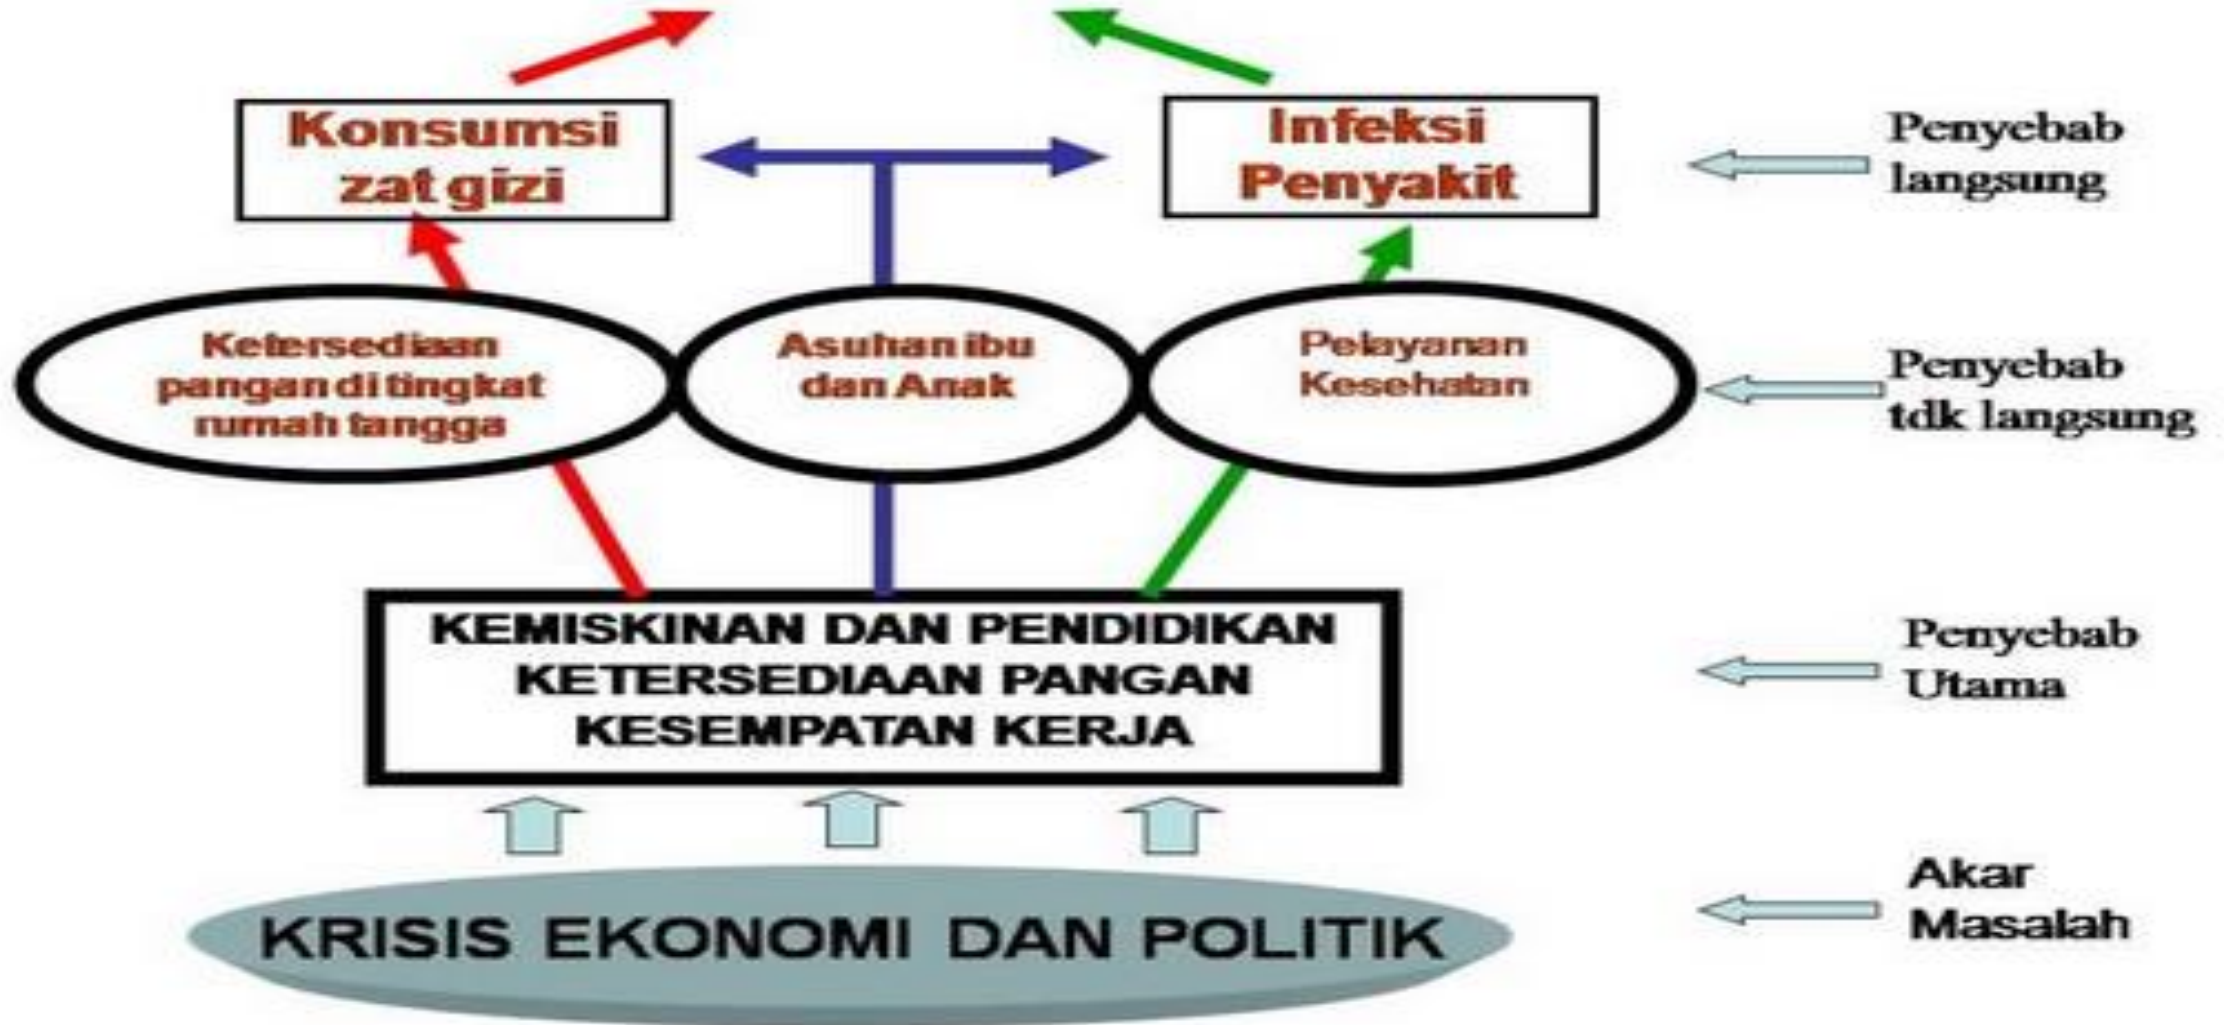 Konsumsi
zat gizi
Infeksi
Penyakit
Penyebab
langsung
Ketersediaan
pangan di tingkat
rumah tangga
Asuhan ibu
dan Anak
Pelayanan
Kesehatan
Penyebab
tdk langsung
KEMISKINAN DAN PENDIDIKAN
KETERSEDIAAN PANGAN
KESEMPATAN KERJA
Penyebab
Utama
KRISIS EKONOMI DAN POLITIK
Akar
Masalah